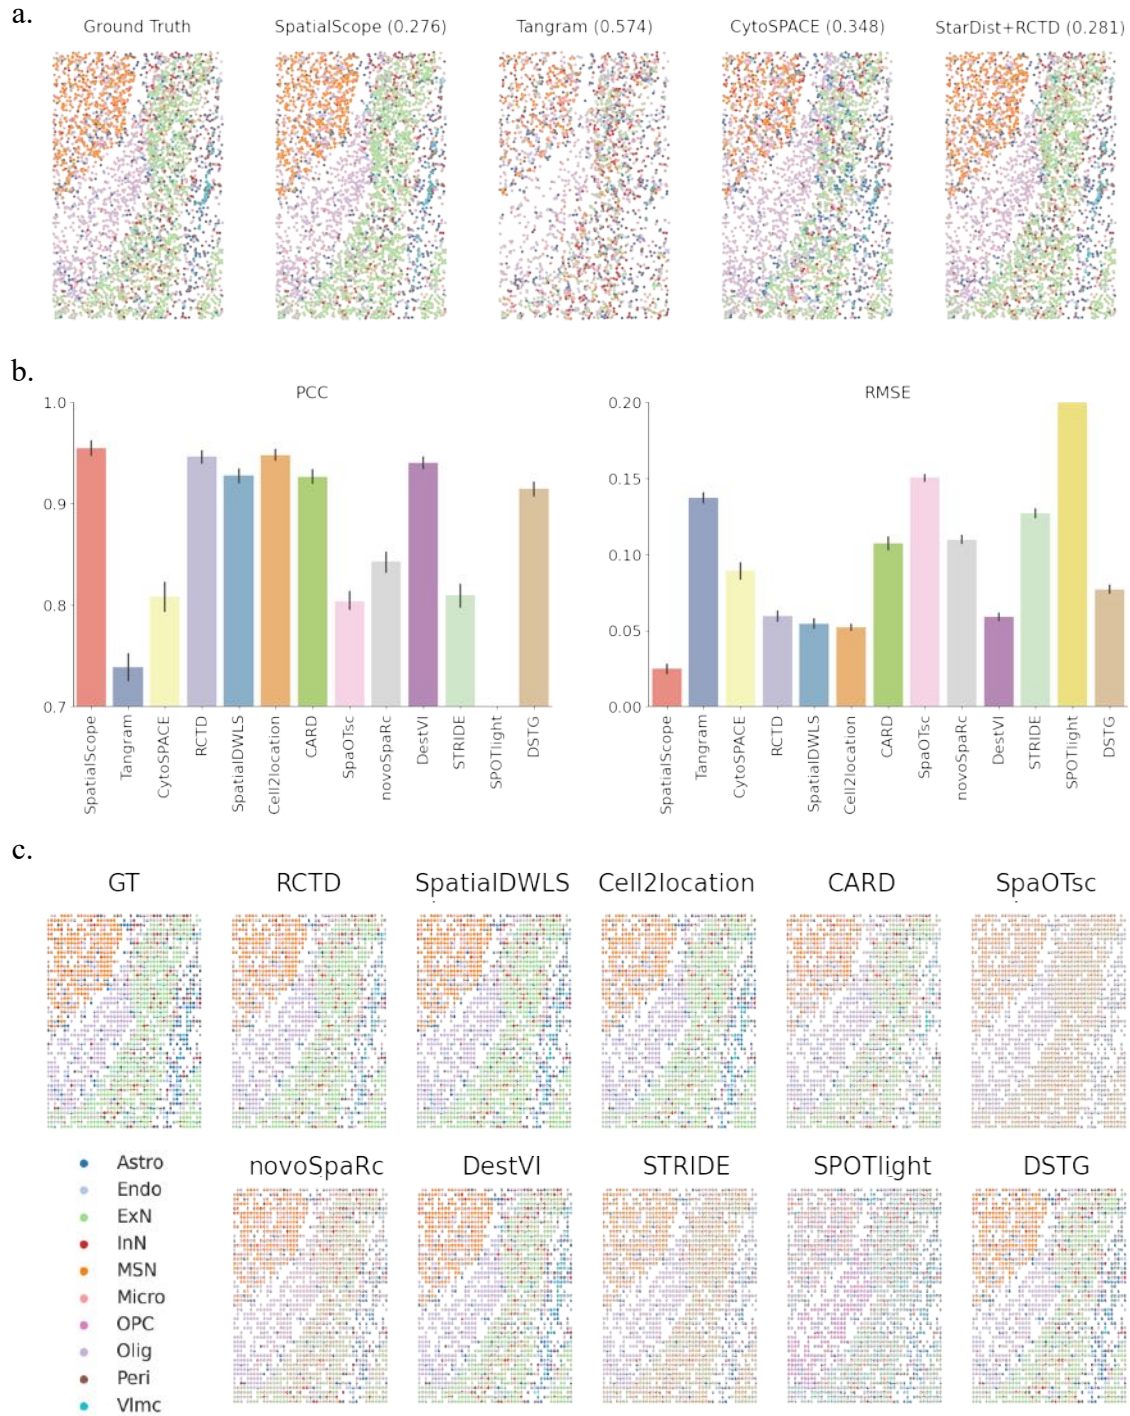 a.
Ground Truth
SpatialScope (0.276)
Tangram (0.574)
CytoSPACE (0.348)
StarDist+RCTD (0.281)
b.
PCC
1.0
0.9
0.8
0.7
SpatialScope
Tangram
CytoSPACE
RCTD
SpatialDWLS
Cell2location
CARD
SpaOTsc
novoSpaRc
DestVI
STRIDE
SPOTlight
DSTG
RMSE
0.20
0.15
0.10
0.05
0.00
SpatialScope
Tangram
CytoSPACE
RCTD
SpatialDWLS
Cell2location
CARD
SpaOTsc
novoSpaRc
DestVI
STRIDE
SPOTlight
DSTG
c.
GT
RCTD
SpatialDWLS
Cell2location
CARD
SpaOTsc
Astro
Endo
ExN
InN
MSN
Micro
OPC
Olig
Peri
Vlmc
novoSpaRc
DestVI
STRIDE
SPOTlight
DSTG